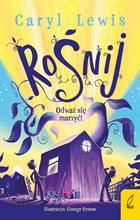 Caryl Lewis
ROŚNIJ
Odważ się
marzyć!
Ilustracje: George Ermos